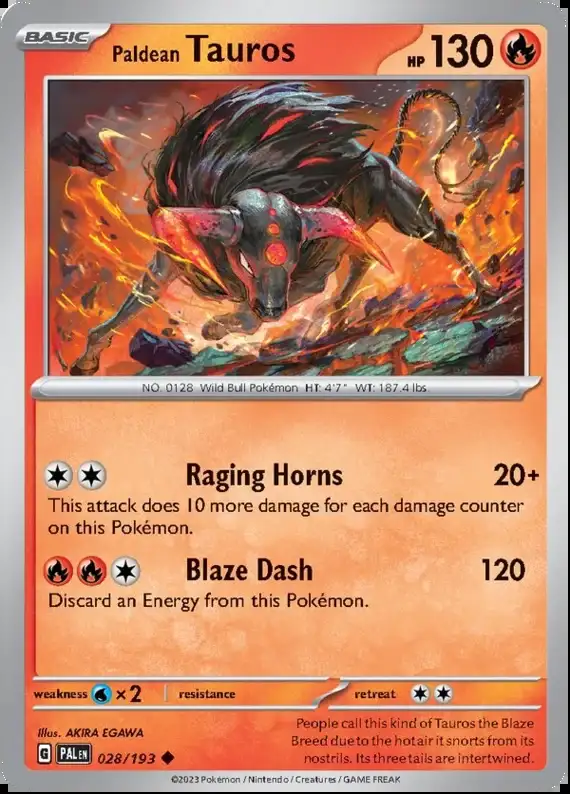 BASIC
Paldean Tauros HP 130
NO. 0128 Wild Bull Pokémon HT: 4'7" WT: 187.4 lbs.
Raging Horns 20+
This attack does 10 more damage for each damage counter
on this Pokémon.
Blaze Dash 120
Discard an Energy from this Pokémon.
weakness ×2 resistance retreat
Illus. AKIRA EGAWA
G PAL EN 028/193
People call this kind of Tauros the Blaze
Breed due to the hot air it snorts from its
nostrils. Its three tails are intertwined.
©2023 Pokémon / Nintendo / Creatures / GAME FREAK